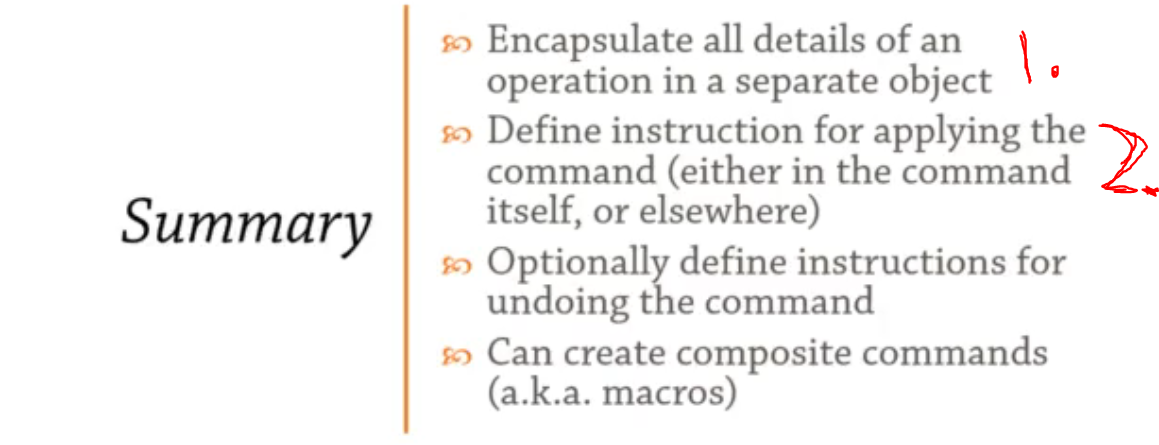 Summary
Encapsulate all details of an
operation in a separate object
1.
Define instruction for applying the
command (either in the command
itself, or elsewhere)
2.
Optionally define instructions for
undoing the command
Can create composite commands
(a.k.a. macros)